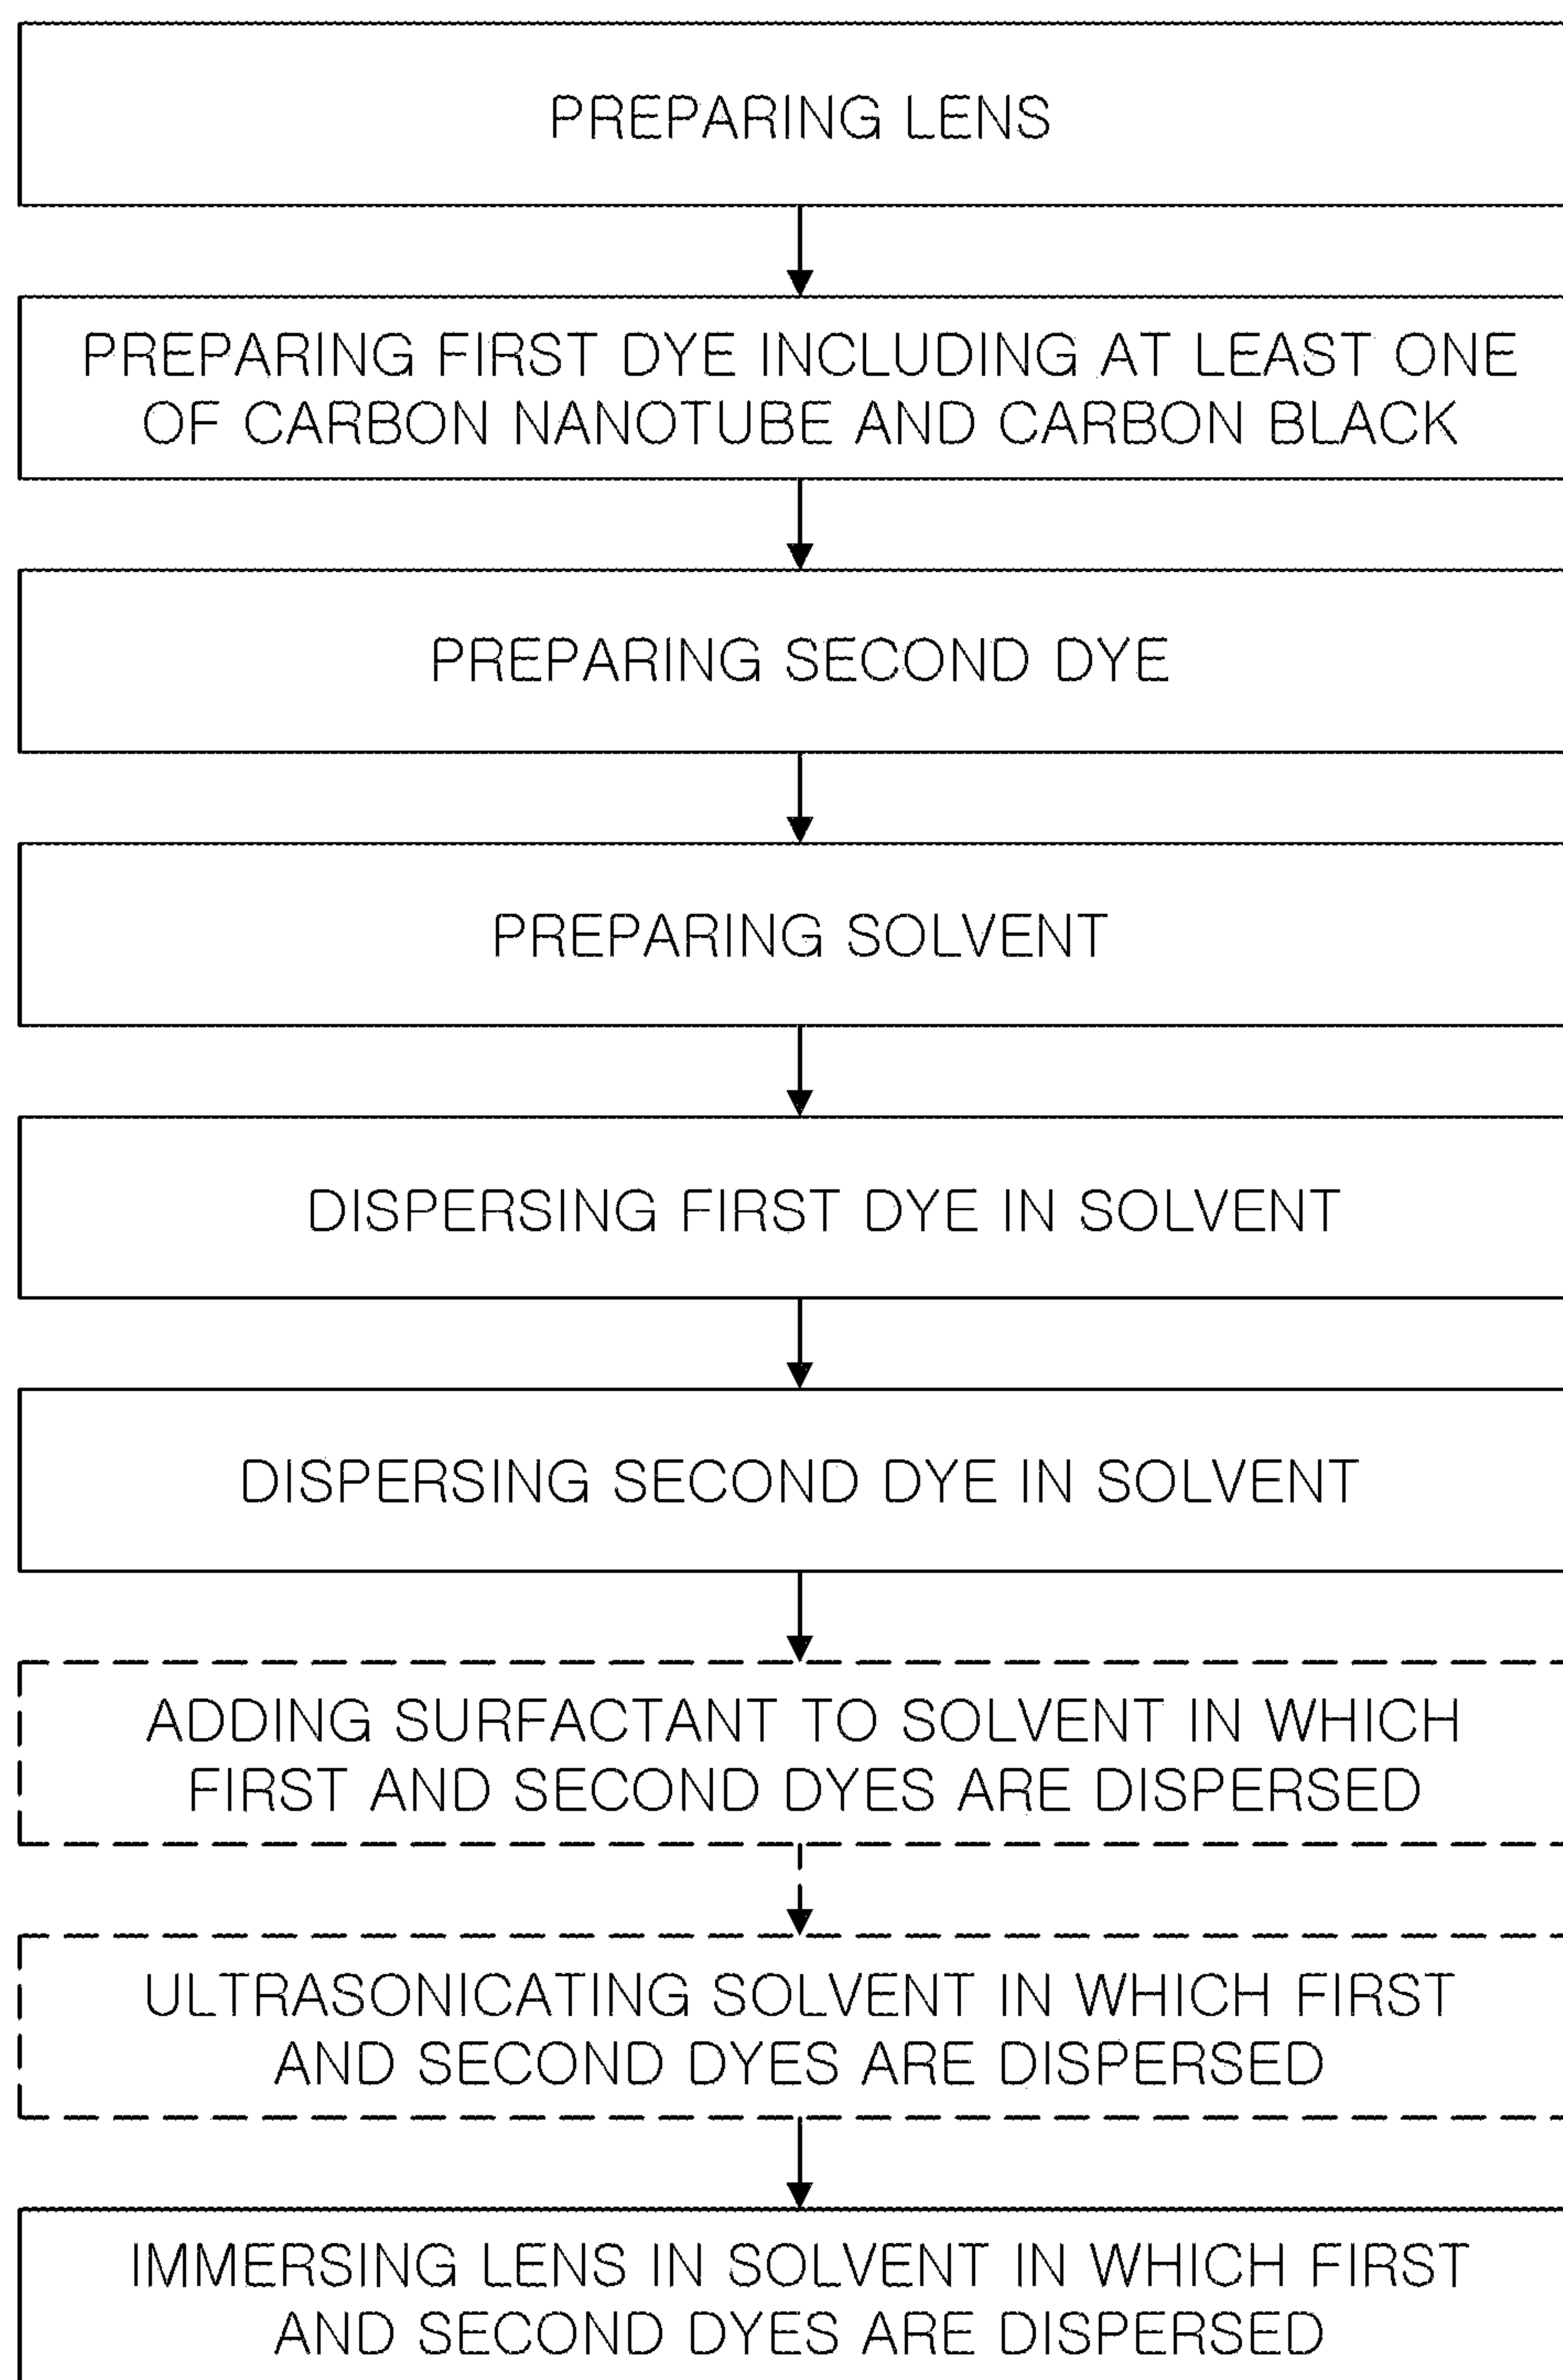 PREPARING LENS
PREPARING FIRST DYE INCLUDING AT LEAST ONE
OF CARBON NANOTUBE AND CARBON BLACK
PREPARING SECOND DYE
PREPARING SOLVENT
DISPERSING FIRST DYE IN SOLVENT
DISPERSING SECOND DYE IN SOLVENT
ADDING SURFACTANT TO SOLVENT IN WHICH
FIRST AND SECOND DYES ARE DISPERSED
ULTRASONICATING SOLVENT IN WHICH FIRST
AND SECOND DYES ARE DISPERSED
IMMERSING LENS IN SOLVENT IN WHICH FIRST
AND SECOND DYES ARE DISPERSED